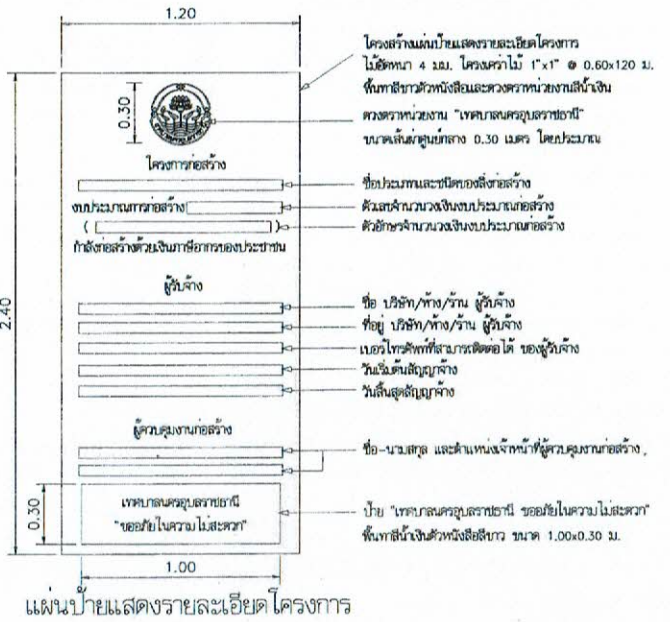 1.20
โครงสร้างแผ่นป้ายแสดงรายละเอียดโครงการ
ไม้อัดหนา 4 มม. โครงคร่าวไม้ 1"x1" @ 0.60x120 ม.
พื้นทาสีขาวตัวหนังสือและดวงตราหน่วยงานสีน้ำเงิน
0.30
ดวงตราหน่วยงาน "เทศบาลนครอุบลราชธานี"
ขนาดเส้นผ่าศูนย์กลาง 0.30 เมตร โดยประมาณ
โครงการก่อสร้าง
ชื่อประเภทและชนิดของสิ่งก่อสร้าง
งบประมาณการก่อสร้าง
ตัวเลขจำนวนวงเงินงบประมาณก่อสร้าง
( )
ตัวอักษรจำนวนวงเงินงบประมาณก่อสร้าง
กำลังก่อสร้างด้วยเงินภาษีอากรของประชาชน
2.40
ผู้รับจ้าง
ชื่อ บริษัท/ห้าง/ร้าน ผู้รับจ้าง
ที่อยู่ บริษัท/ห้าง/ร้าน ผู้รับจ้าง
เบอร์โทรศัพท์ที่สามารถติดต่อได้ ของผู้รับจ้าง
วันเริ่มต้นสัญญาจ้าง
วันสิ้นสุดสัญญาจ้าง
ผู้ควบคุมงานก่อสร้าง
ชื่อ-นามสกุล และตำแหน่งเจ้าหน้าที่ผู้ควบคุมงานก่อสร้าง
0.30
เทศบาลนครอุบลราชธานี
"ขออภัยในความไม่สะดวก"
ป้าย "เทศบาลนครอุบลราชธานี ขออภัยในความไม่สะดวก"
พื้นทาสีน้ำเงินตัวหนังสือสีขาว ขนาด 1.00x0.30 ม.
1.00
แผ่นป้ายแสดงรายละเอียดโครงการ